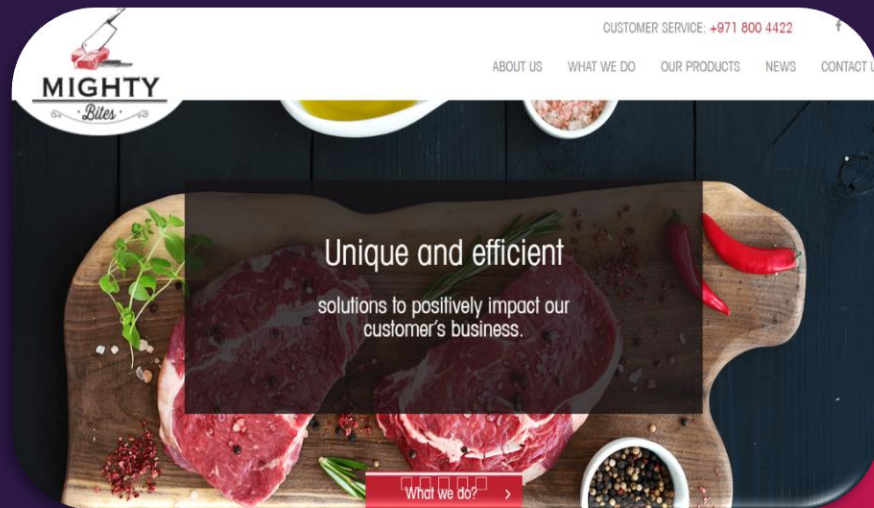 CUSTOMER SERVICE: +971 800 4422
MIGHTY
Bites
ABOUT US WHAT WE DO OUR PRODUCTS NEWS CONTACT U
Unique and efficient
solutions to positively impact our
customer's business.
What we do? >